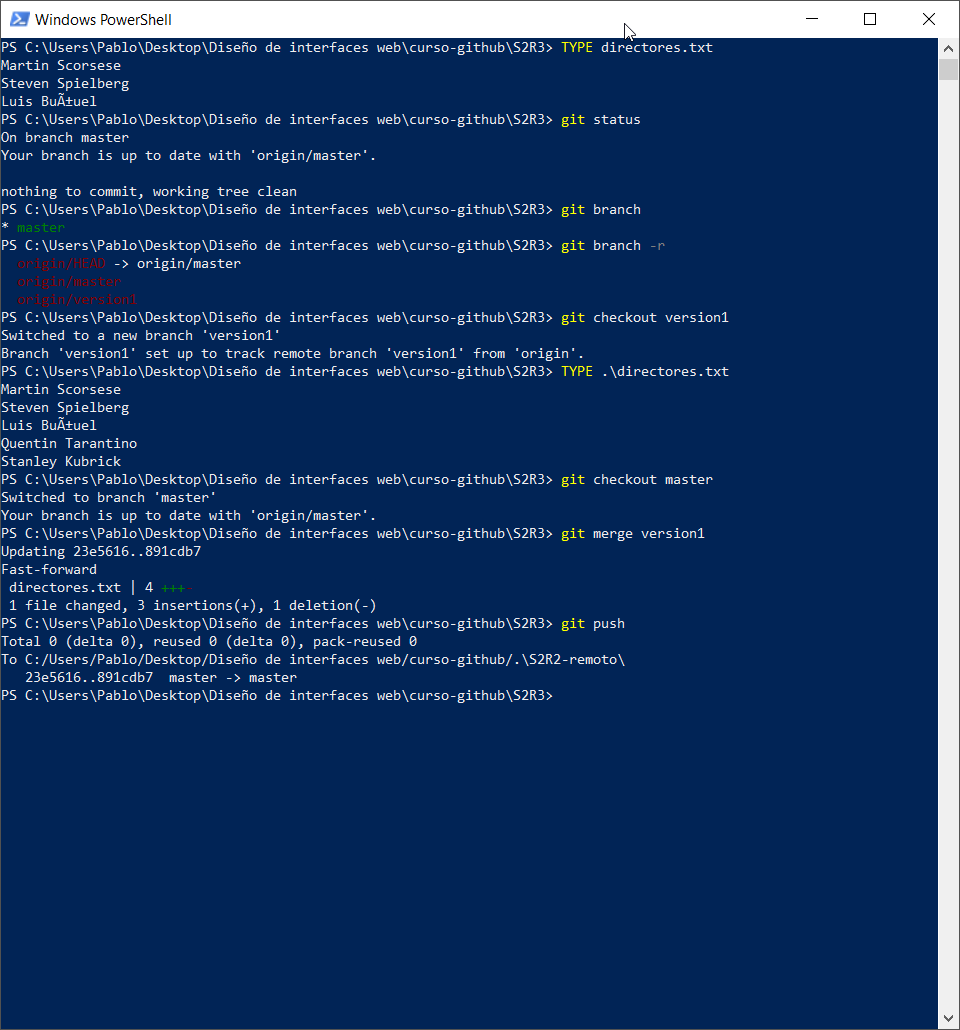 Windows PowerShell
PS C:\Users\Pablo\Desktop\Diseño de interfaces web\curso-github\S2R3> TYPE directores.txt
Martin Scorsese
Steven Spielberg
Luis BuÃ±uel
PS C:\Users\Pablo\Desktop\Diseño de interfaces web\curso-github\S2R3> git status
On branch master
Your branch is up to date with 'origin/master'.
nothing to commit, working tree clean
PS C:\Users\Pablo\Desktop\Diseño de interfaces web\curso-github\S2R3> git branch
* master
PS C:\Users\Pablo\Desktop\Diseño de interfaces web\curso-github\S2R3> git branch -r
origin/HEAD -> origin/master
origin/master
origin/version1
PS C:\Users\Pablo\Desktop\Diseño de interfaces web\curso-github\S2R3> git checkout version1
Switched to a new branch 'version1'
Branch 'version1' set up to track remote branch 'version1' from 'origin'.
PS C:\Users\Pablo\Desktop\Diseño de interfaces web\curso-github\S2R3> TYPE .\directores.txt
Martin Scorsese
Steven Spielberg
Luis BuÃ±uel
Quentin Tarantino
Stanley Kubrick
PS C:\Users\Pablo\Desktop\Diseño de interfaces web\curso-github\S2R3> git checkout master
Switched to branch 'master'
Your branch is up to date with 'origin/master'.
PS C:\Users\Pablo\Desktop\Diseño de interfaces web\curso-github\S2R3> git merge version1
Updating 23e5616..891cdb7
Fast-forward
directores.txt | 4 +++-
1 file changed, 3 insertions(+), 1 deletion(-)
PS C:\Users\Pablo\Desktop\Diseño de interfaces web\curso-github\S2R3> git push
Total 0 (delta 0), reused 0 (delta 0), pack-reused 0
To C:/Users/Pablo/Desktop/Diseño de interfaces web/curso-github/.\S2R2-remoto\
23e5616..891cdb7  master -> master
PS C:\Users\Pablo\Desktop\Diseño de interfaces web\curso-github\S2R3>